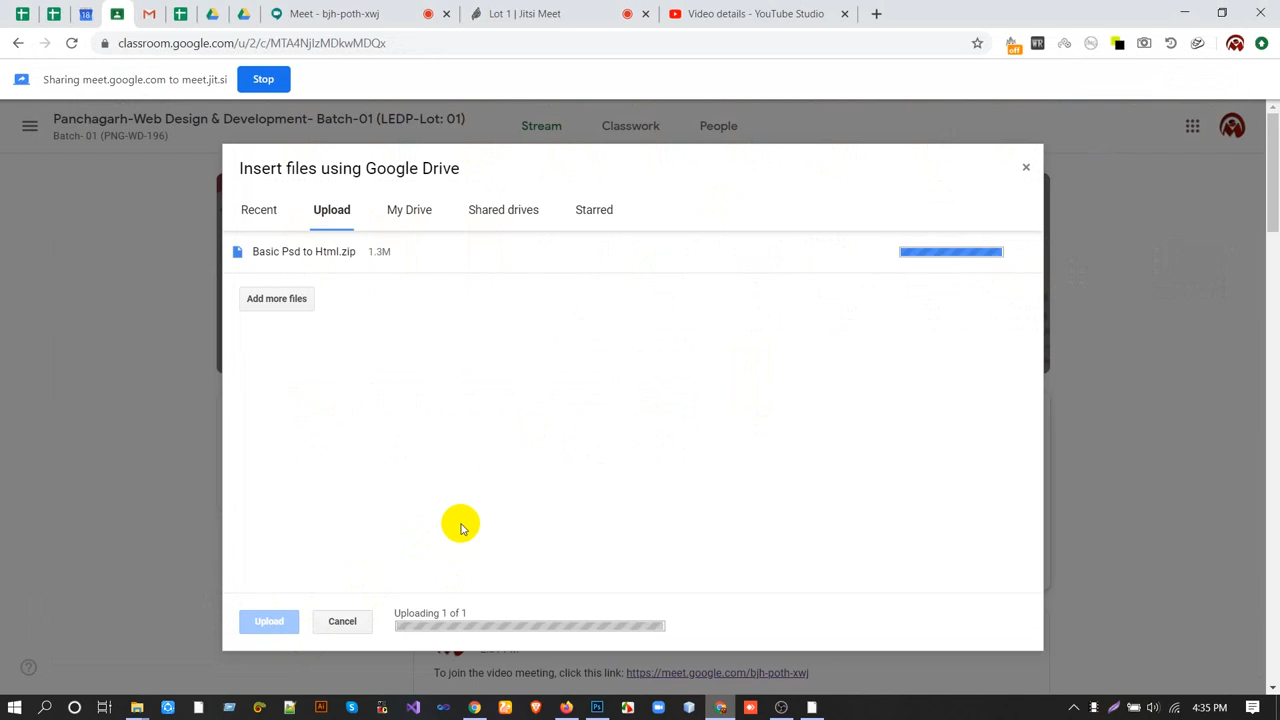 Meet - bjh-poth-xwj
Lot 1 | Jitsi Meet
Video details - YouTube Studio
classroom.google.com/u/2/c/MTA4NjIzMDkwMDQx
off
Sharing meet.google.com to meet.jit.si
Stop
Panchagarh-Web Design & Development- Batch-01 (LEDP-Lot: 01)
Batch- 01 (PNG-WD-196)
Stream Classwork People
Insert files using Google Drive
Recent Upload My Drive Shared drives Starred
Basic Psd to Html.zip 1.3M
Add more files
Uploading 1 of 1
Upload Cancel
To join the video meeting, click this link: https://meet.google.com/bjh-poth-xwj
4:35 PM